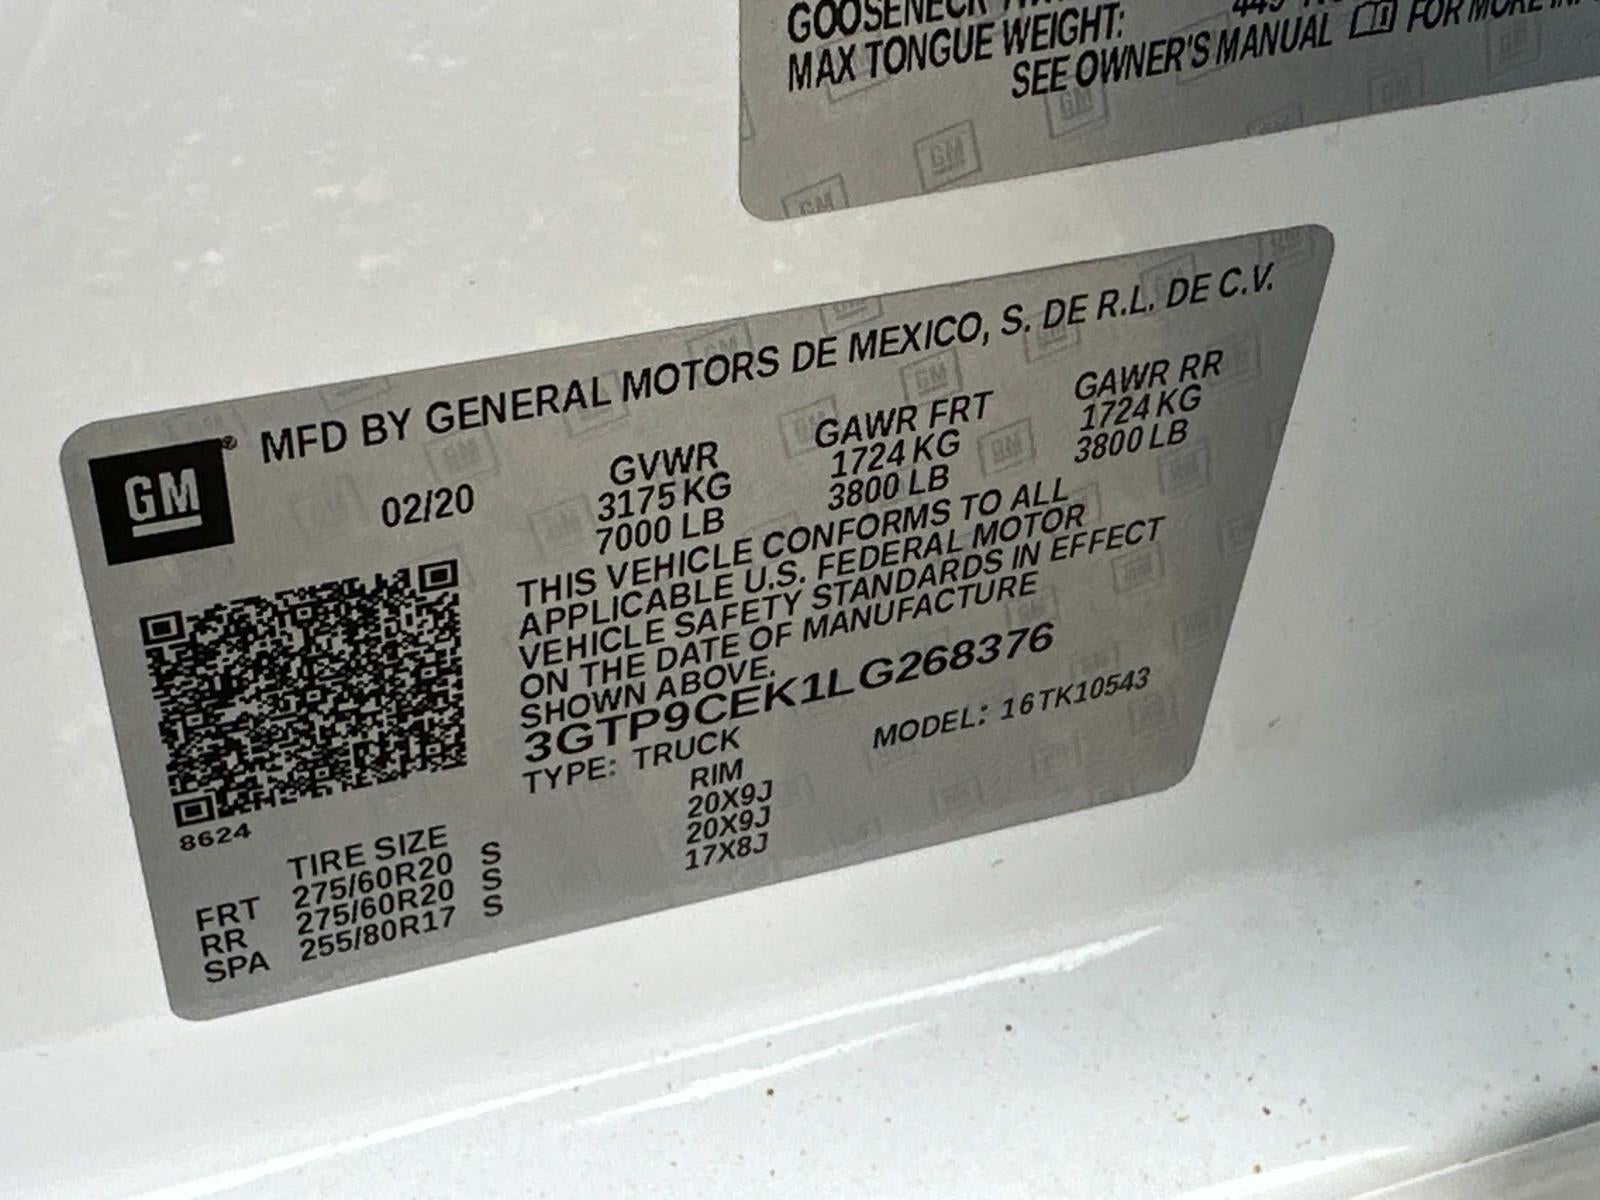 GOOSENECK
MAX TONGUE WEIGHT:
SEE OWNER'S MANUAL FOR MORE
MFD BY GENERAL MOTORS DE MEXICO, S. DE R.L. DE C.V.
GM®
02/20
GVWR GAWR FRT GAWR RR
3175 KG 1724 KG 1724 KG
7000 LB 3800 LB 3800 LB
THIS VEHICLE CONFORMS TO ALL
APPLICABLE U.S. FEDERAL MOTOR
VEHICLE SAFETY STANDARDS IN EFFECT
ON THE DATE OF MANUFACTURE
SHOWN ABOVE.
3GTP9CEK1LG268376
TYPE: TRUCK MODEL: 16TK10543
8624
TIRE SIZE RIM
FRT 275/60R20 S 20X9J
RR 275/60R20 S 20X9J
SPA 255/80R17 S 17X8J